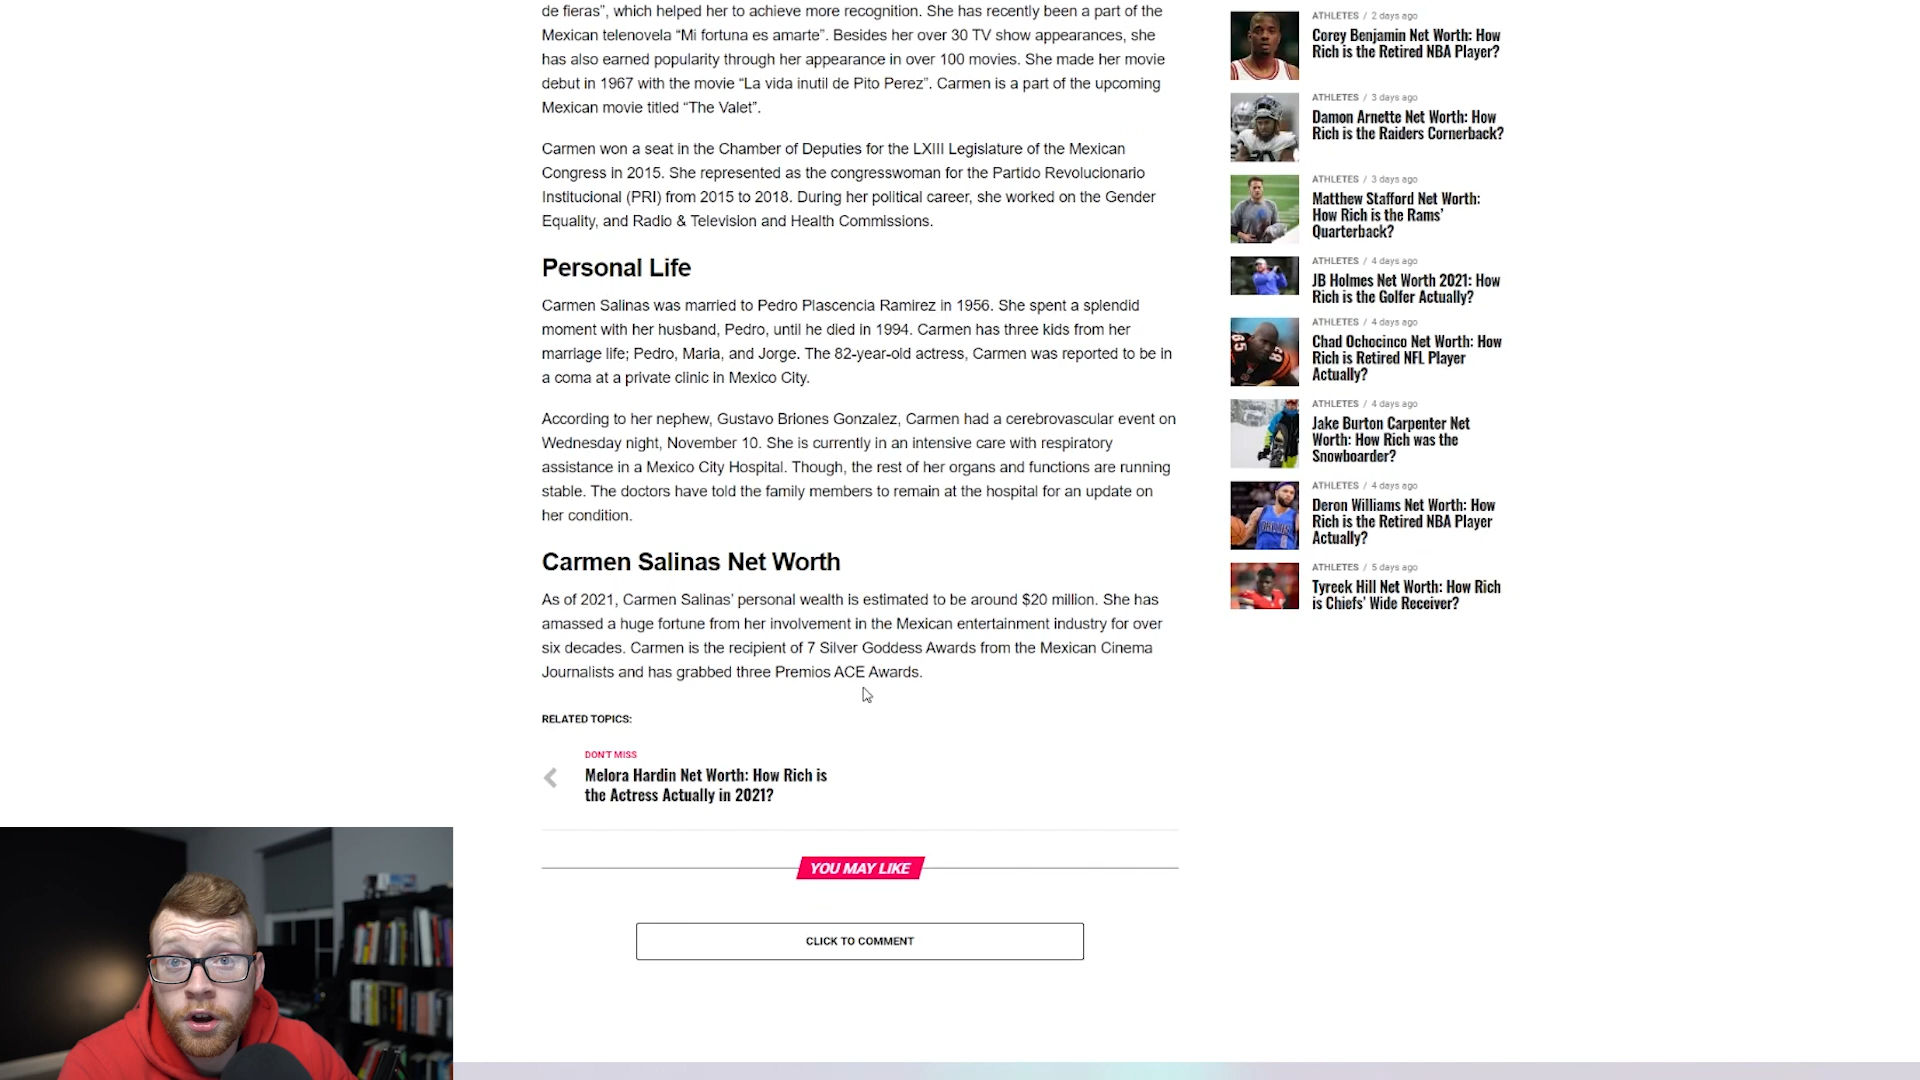 de fieras”, which helped her to achieve more recognition. She has recently been a part of the
Mexican telenovela “Mi fortuna es amarte”. Besides her over 30 TV show appearances, she
has also earned popularity through her appearance in over 100 movies. She made her movie
debut in 1967 with the movie “La vida inutil de Pito Perez”. Carmen is a part of the upcoming
Mexican movie titled “The Valet”.
Carmen won a seat in the Chamber of Deputies for the LXIII Legislature of the Mexican
Congress in 2015. She represented as the congresswoman for the Partido Revolucionario
Institucional (PRI) from 2015 to 2018. During her political career, she worked on the Gender
Equality, and Radio & Television and Health Commissions.
Personal Life
Carmen Salinas was married to Pedro Plascencia Ramirez in 1956. She spent a splendid
moment with her husband, Pedro, until he died in 1994. Carmen has three kids from her
marriage life; Pedro, Maria, and Jorge. The 82-year-old actress, Carmen was reported to be in
a coma at a private clinic in Mexico City.
According to her nephew, Gustavo Briones Gonzalez, Carmen had a cerebrovascular event on
Wednesday night, November 10. She is currently in an intensive care with respiratory
assistance in a Mexico City Hospital. Though, the rest of her organs and functions are running
stable. The doctors have told the family members to remain at the hospital for an update on
her condition.
Carmen Salinas Net Worth
As of 2021, Carmen Salinas’ personal wealth is estimated to be around $20 million. She has
amassed a huge fortune from her involvement in the Mexican entertainment industry for over
six decades. Carmen is the recipient of 7 Silver Goddess Awards from the Mexican Cinema
Journalists and has grabbed three Premios ACE Awards.
RELATED TOPICS:
DON'T MISS
Melora Hardin Net Worth: How Rich is
the Actress Actually in 2021?
YOU MAY LIKE
CLICK TO COMMENT
ATHLETES / 2 days ago
Corey Benjamin Net Worth: How
Rich is the Retired NBA Player?
ATHLETES / 3 days ago
Damon Arnette Net Worth: How
Rich is the Raiders Cornerback?
ATHLETES / 3 days ago
Matthew Stafford Net Worth:
How Rich is the Rams’
Quarterback?
ATHLETES / 4 days ago
JB Holmes Net Worth 2021: How
Rich is the Golfer Actually?
ATHLETES / 4 days ago
Chad Ochocinco Net Worth: How
Rich is Retired NFL Player
Actually?
ATHLETES / 4 days ago
Jake Burton Carpenter Net
Worth: How Rich was the
Snowboarder?
ATHLETES / 4 days ago
Deron Williams Net Worth: How
Rich is the Retired NBA Player
Actually?
ATHLETES / 5 days ago
Tyreek Hill Net Worth: How Rich
is Chiefs’ Wide Receiver?